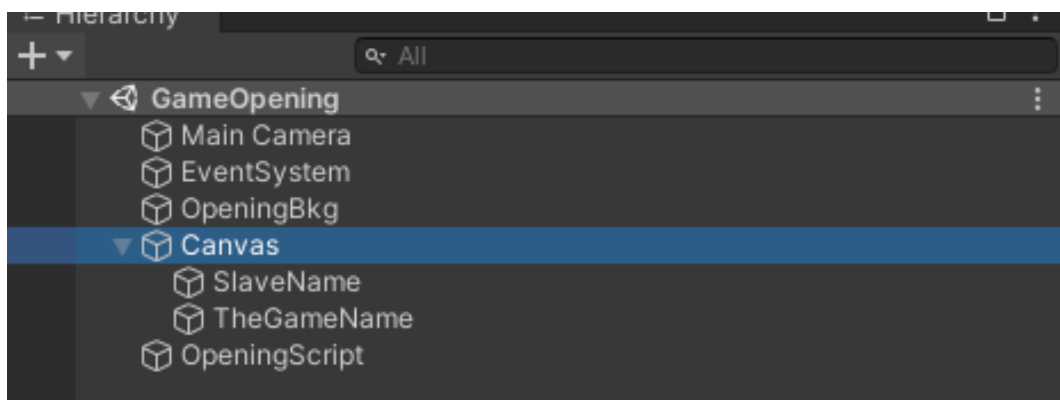 Hierarchy
All
GameOpening
Main Camera
EventSystem
OpeningBkg
Canvas
SlaveName
TheGameName
OpeningScript